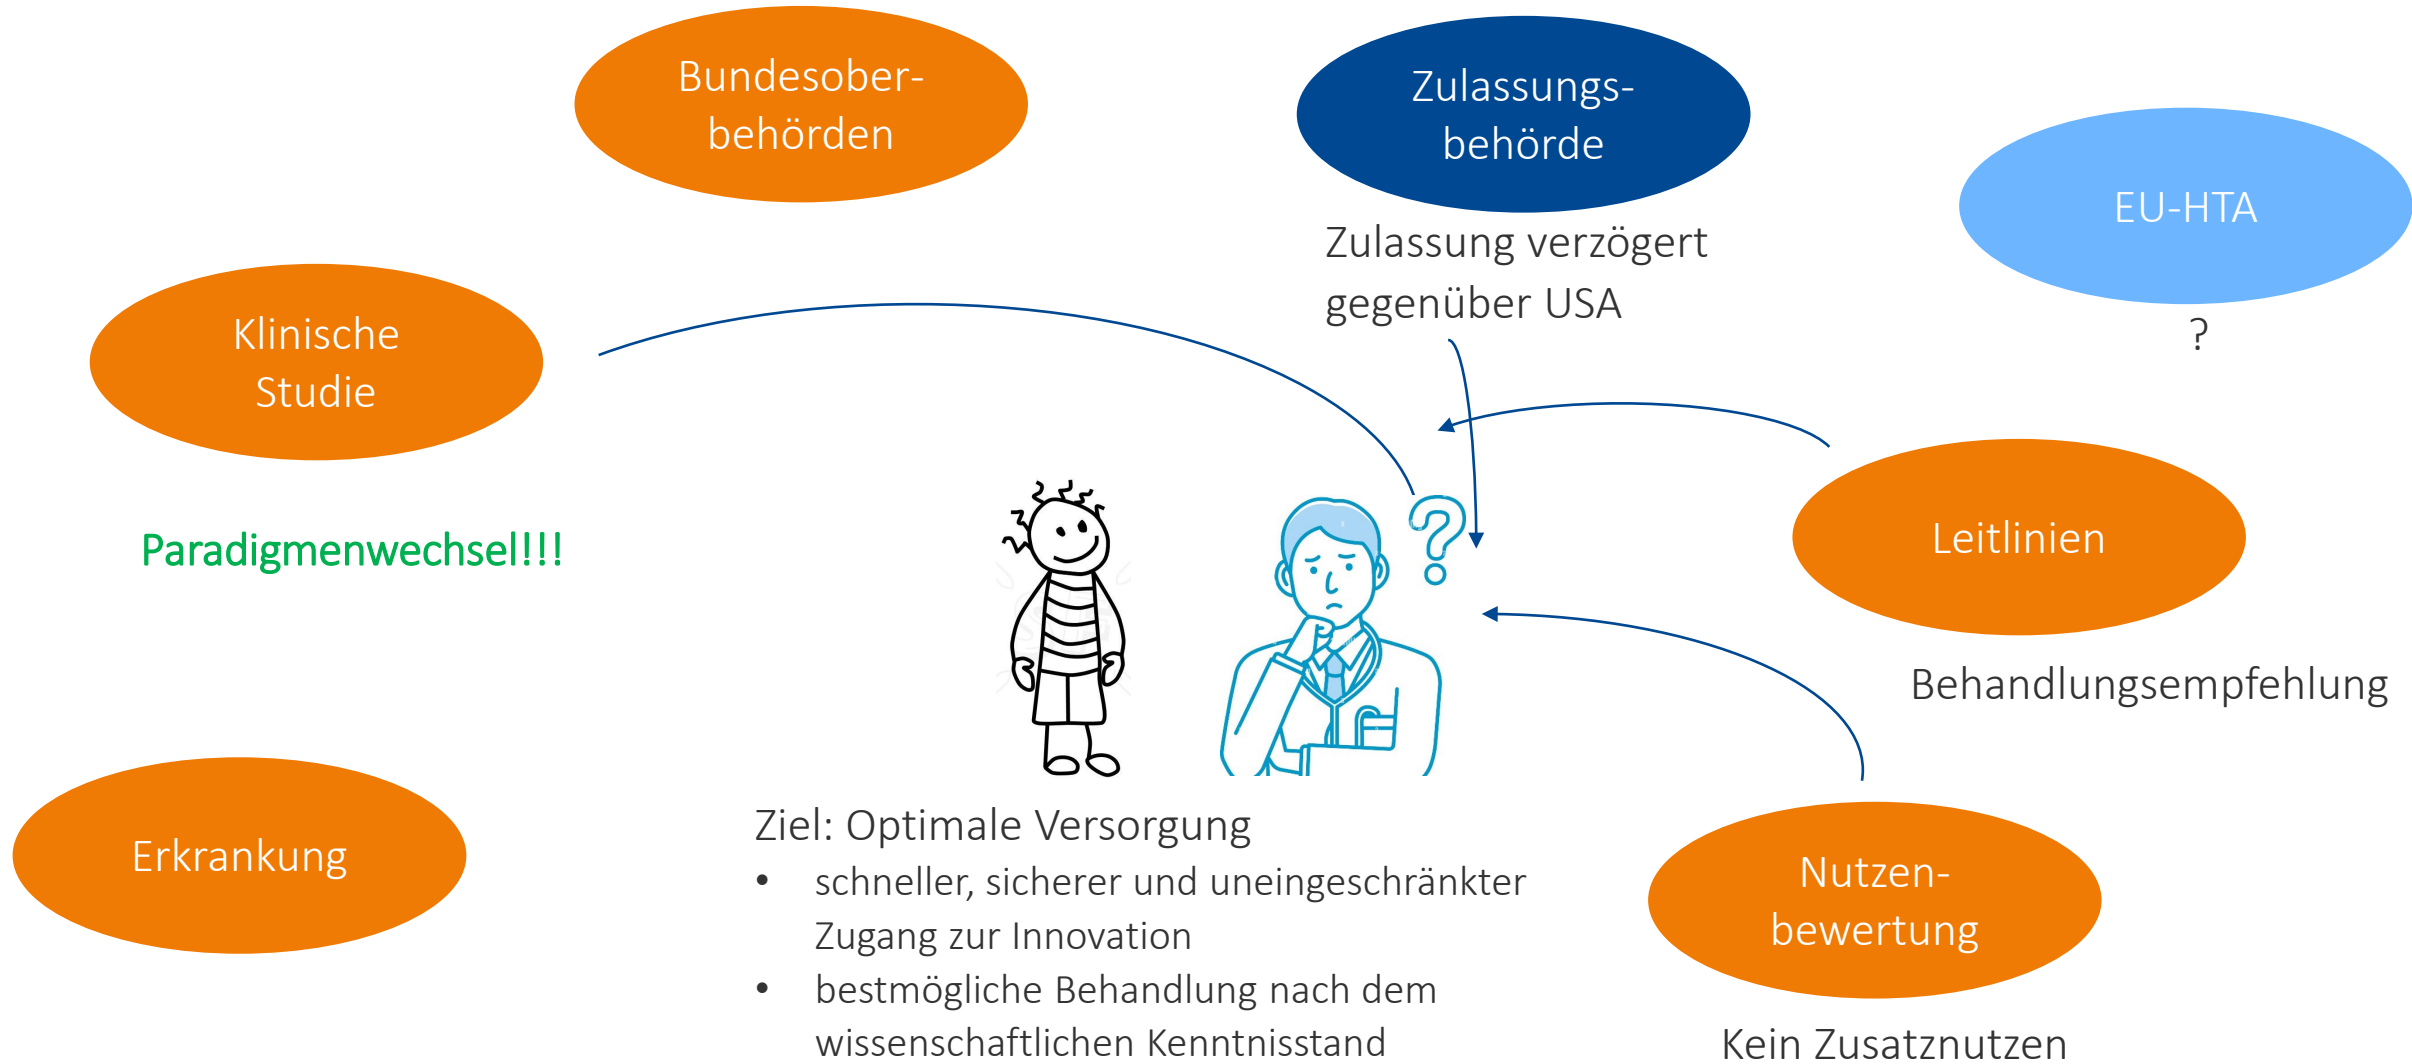 Bundesober-
behörden
Zulassungs-
behörde
EU-HTA
?
Zulassung verzögert
gegenüber USA
Klinische
Studie
Paradigmenwechsel!!!
Leitlinien
Behandlungsempfehlung
Erkrankung
Ziel: Optimale Versorgung
• schneller, sicherer und uneingeschränkter
Zugang zur Innovation
• bestmögliche Behandlung nach dem
wissenschaftlichen Kenntnisstand
Nutzen-
bewertung
Kein Zusatznutzen